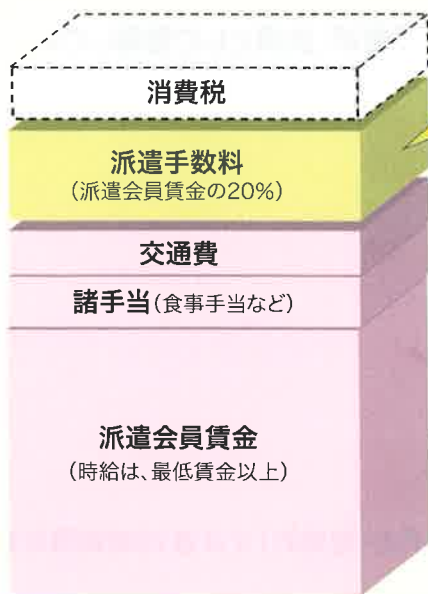 消費税
派遣手数料
（派遣会員賃金の20%）
交通費
諸手当（食事手当など）
派遣会員賃金
（時給は、最低賃金以上）